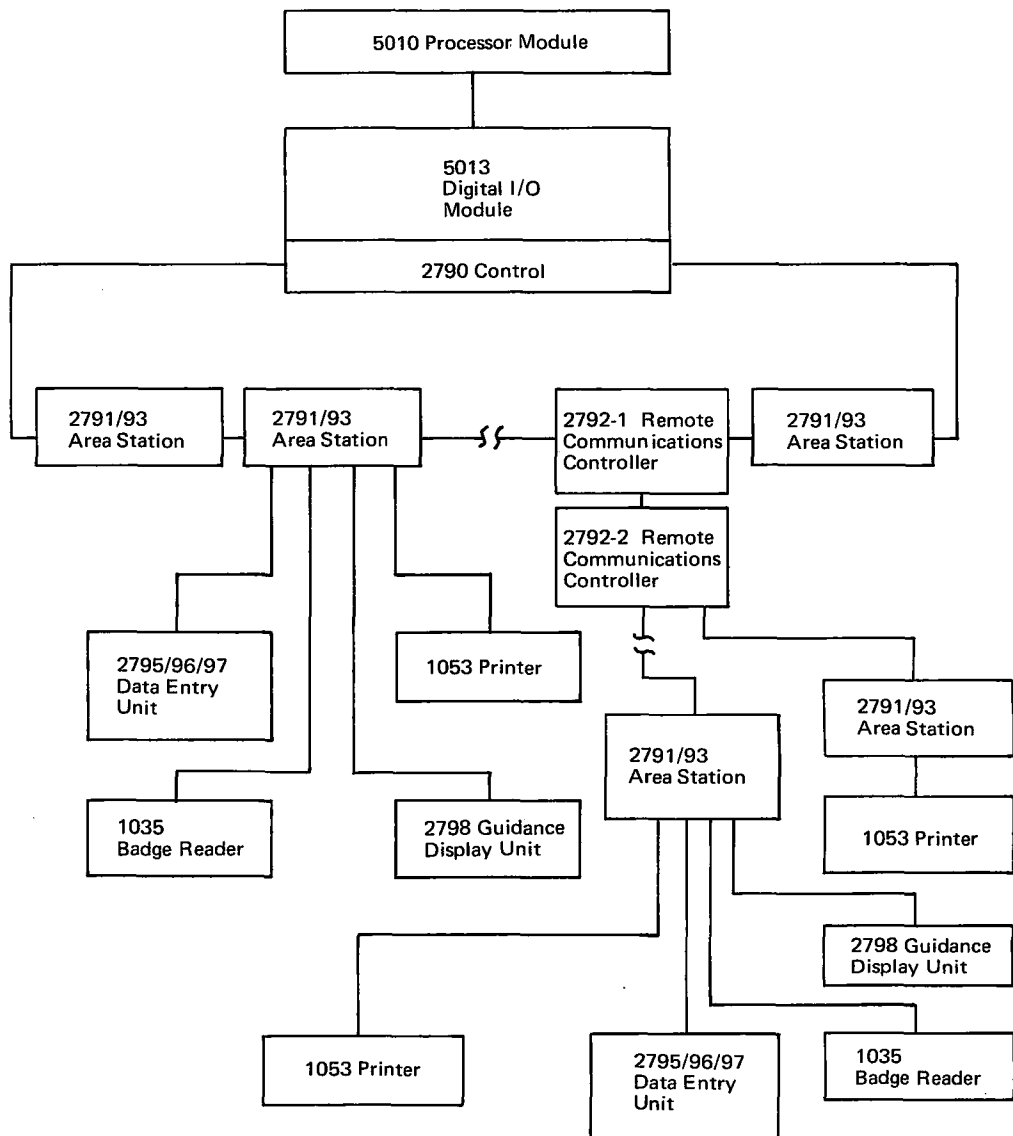 5010 Processor Module
5013
Digital I/O
Module
2790 Control
2791/93
Area Station
2791/93
Area Station
2792-1 Remote
Communications
Controller
2791/93
Area Station
2792-2 Remote
Communications
Controller
2795/96/97
Data Entry
Unit
1053 Printer
2791/93
Area Station
2791/93
Area Station
1035
Badge Reader
2798 Guidance
Display Unit
1053 Printer
2798 Guidance
Display Unit
1053 Printer
2795/96/97
Data Entry
Unit
1035
Badge Reader